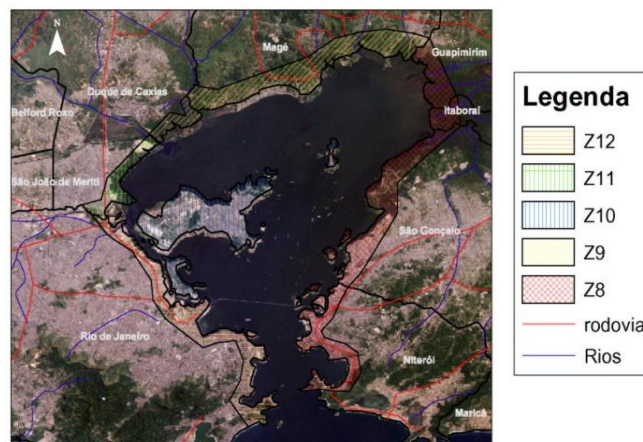 N
Magé
Guapimirim
Duque de Caxias
Belford Roxo
Itaboraí
São João de Meriti
São Gonçalo
Rio de Janeiro
Niterói
Maricá
Legenda
Z12
Z11
Z10
Z9
Z8
rodovia
Rios